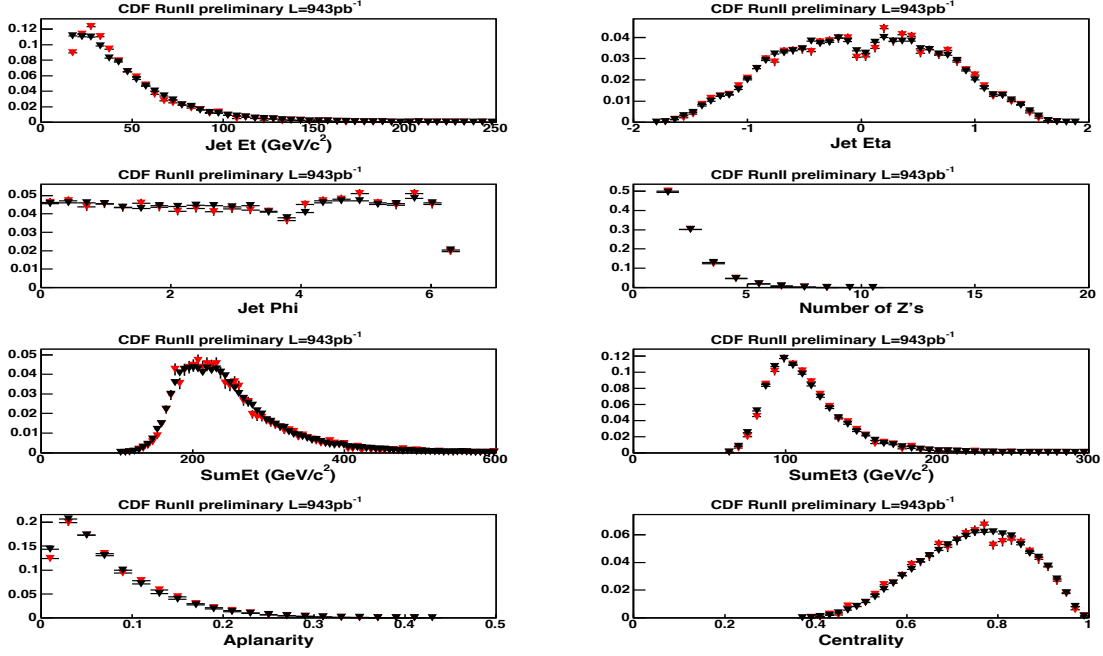 CDF RunII preliminary L=943pb⁻¹
0.12
0.1
0.08
0.06
0.04
0.02
0
0 50 100 150 200 250
Jet Et (GeV/c²)
CDF RunII preliminary L=943pb⁻¹
0.04
0.03
0.02
0.01
0
-2 -1 0 1 2
Jet Eta
CDF RunII preliminary L=943pb⁻¹
0.05
0.04
0.03
0.02
0.01
0
0 2 4 6
Jet Phi
CDF RunII preliminary L=943pb⁻¹
0.5
0.4
0.3
0.2
0.1
0
0 5 10 15 20
Number of Z's
CDF RunII preliminary L=943pb⁻¹
0.05
0.04
0.03
0.02
0.01
0
0 200 400 600
SumEt (GeV/c²)
CDF RunII preliminary L=943pb⁻¹
0.12
0.1
0.08
0.06
0.04
0.02
0
0 100 200 300
SumEt3 (GeV/c²)
CDF RunII preliminary L=943pb⁻¹
0.2
0.15
0.1
0.05
0
0 0.1 0.2 0.3 0.4 0.5
Aplanarity
CDF RunII preliminary L=943pb⁻¹
0.06
0.04
0.02
0
0 0.2 0.4 0.6 0.8 1
Centrality